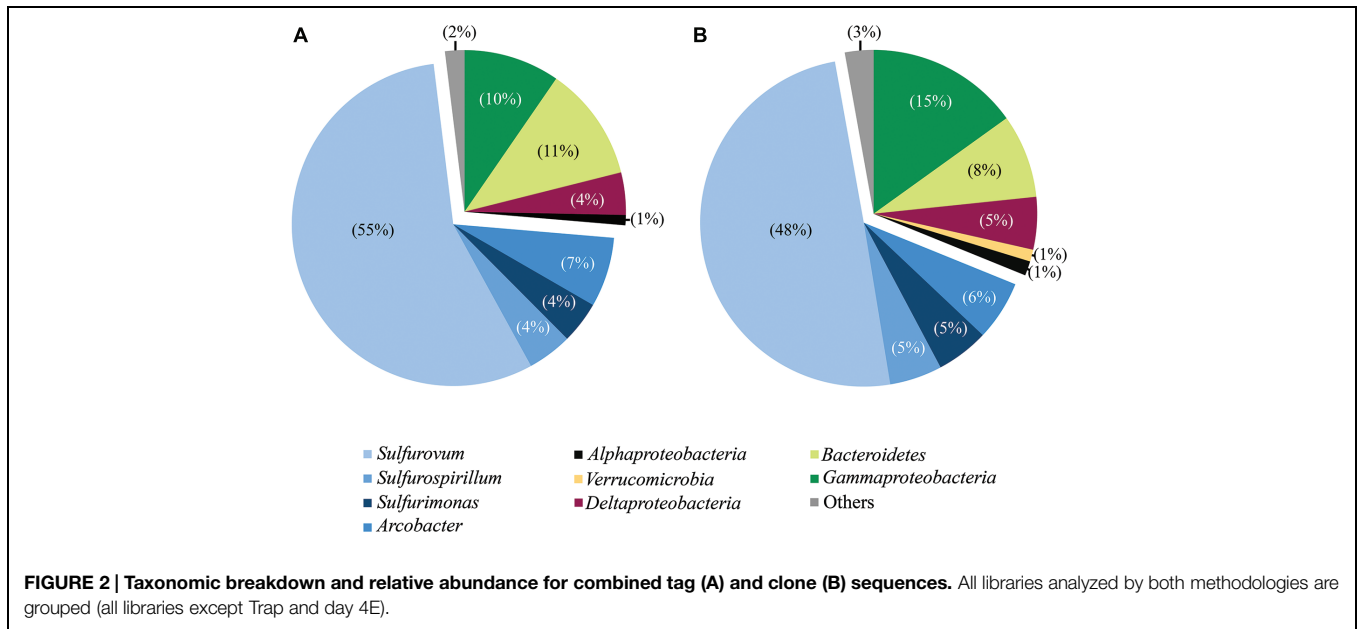 A
(2%)
(10%)
(11%)
(4%)
(1%)
(55%)
(7%)
(4%)
(4%)
B
(3%)
(15%)
(8%)
(5%)
(1%)
(1%)
(48%)
(6%)
(5%)
(5%)
Sulfurovum
Sulfurospirillum
Sulfurimonas
Arcobacter
Alphaproteobacteria
Verrucomicrobia
Deltaproteobacteria
Bacteroidetes
Gammaproteobacteria
Others
FIGURE 2 | Taxonomic breakdown and relative abundance for combined tag (A) and clone (B) sequences. All libraries analyzed by both methodologies are
grouped (all libraries except Trap and day 4E).